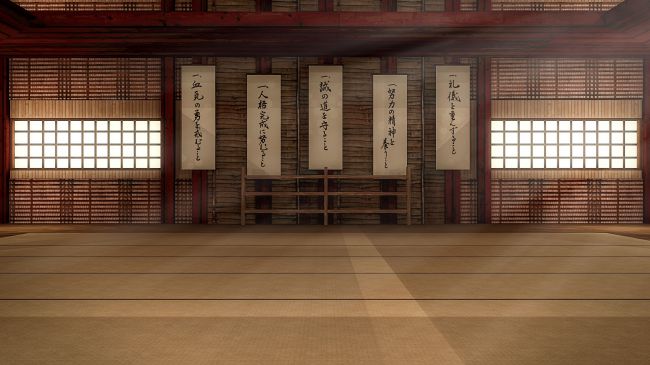 一、礼儀を重んずること
一、努力の精神を養うこと
一、誠の道を守ること
一、人格完成に努むること
一、血気の勇を戒むること